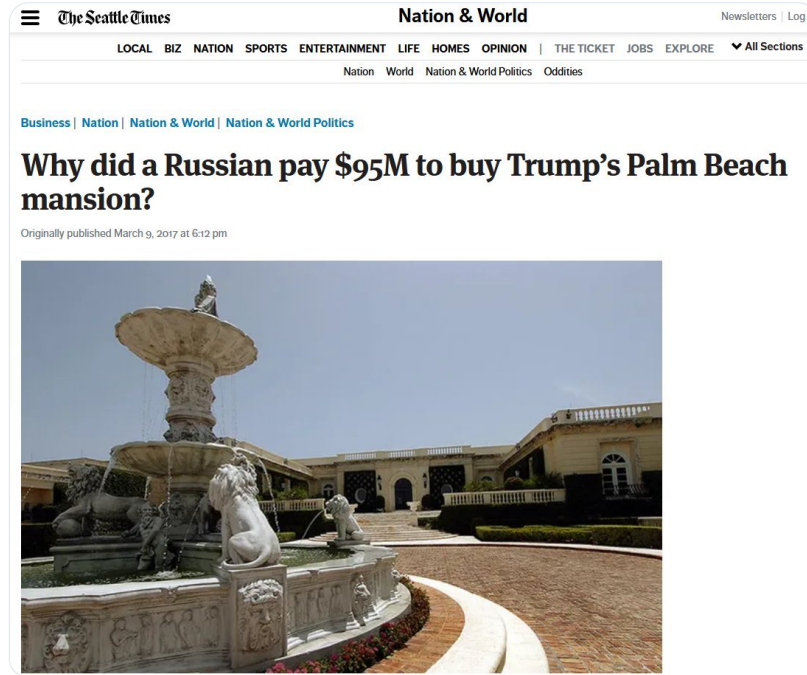 The Seattle Times
Nation & World
Newsletters | Log
LOCAL BIZ NATION SPORTS ENTERTAINMENT LIFE HOMES OPINION | THE TICKET JOBS EXPLORE All Sections
Nation World Nation & World Politics Oddities
Business | Nation | Nation & World | Nation & World Politics
Why did a Russian pay $95M to buy Trump’s Palm Beach
mansion?
Originally published March 9, 2017 at 6:12 pm